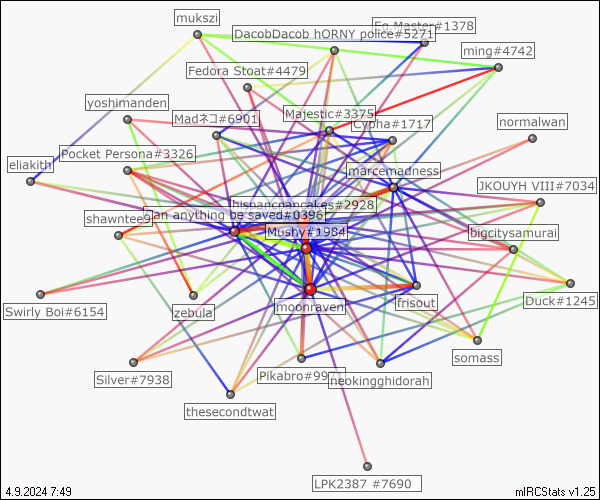 mukszi
Eg.Master#1378
DacobDacob hORNY police#5271
ming#4742
Fedora Stoat#4479
yoshimanden
Majestic#3375
Madネコ#6901
Cypha#1717
normalwan
Pocket Persona#3326
eliakith
marcemadness
JKOUYH VIII#7034
hispancpancakes#2928
can anything be saved#0396
shawntee9
Mushy#1984
bigcitysamurai
Swirly Boi#6154
zebula
moonraven
frisout
Duck#1245
somass
Silver#7938
Pikabro#997
neokingghidorah
thesecondtwat
LPK2387 #7690
4.9.2024 7:49
mIRCStats v1.25